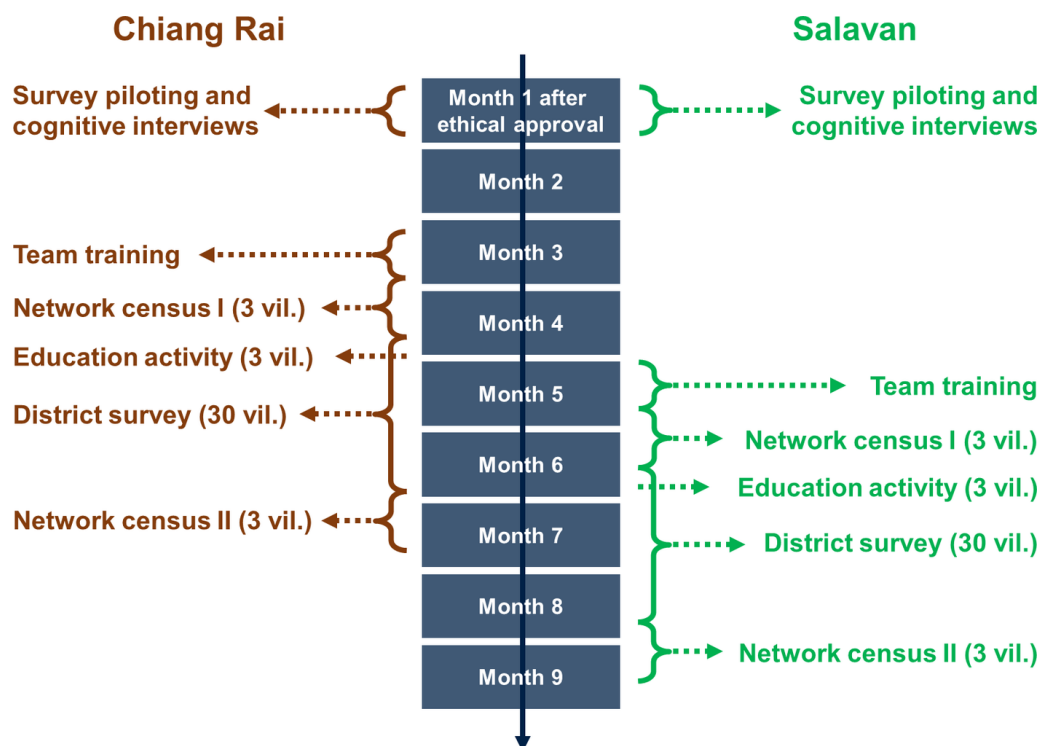 Chiang Rai
Salavan
Survey piloting and
cognitive interviews
Month 1 after
ethical approval
Survey piloting and
cognitive interviews
Month 2
Team training
Month 3
Network census I (3 vil.)
Month 4
Education activity (3 vil.)
Month 5
Team training
District survey (30 vil.)
Network census I (3 vil.)
Month 6
Education activity (3 vil.)
Network census II (3 vil.)
Month 7
District survey (30 vil.)
Month 8
Network census II (3 vil.)
Month 9